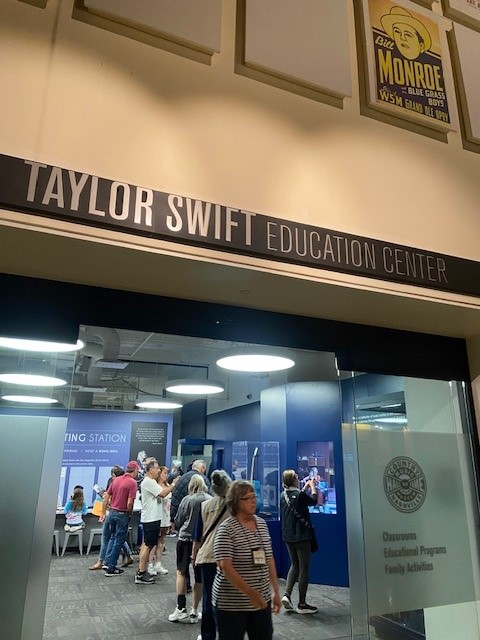 Bill
MONROE
BLUE GRASS
BOYS
WSM GRAND OLE OPRY
TAYLOR SWIFT EDUCATION CENTER
TING STATION
COUNTRY
Classrooms
Educational Programs
Family Activities